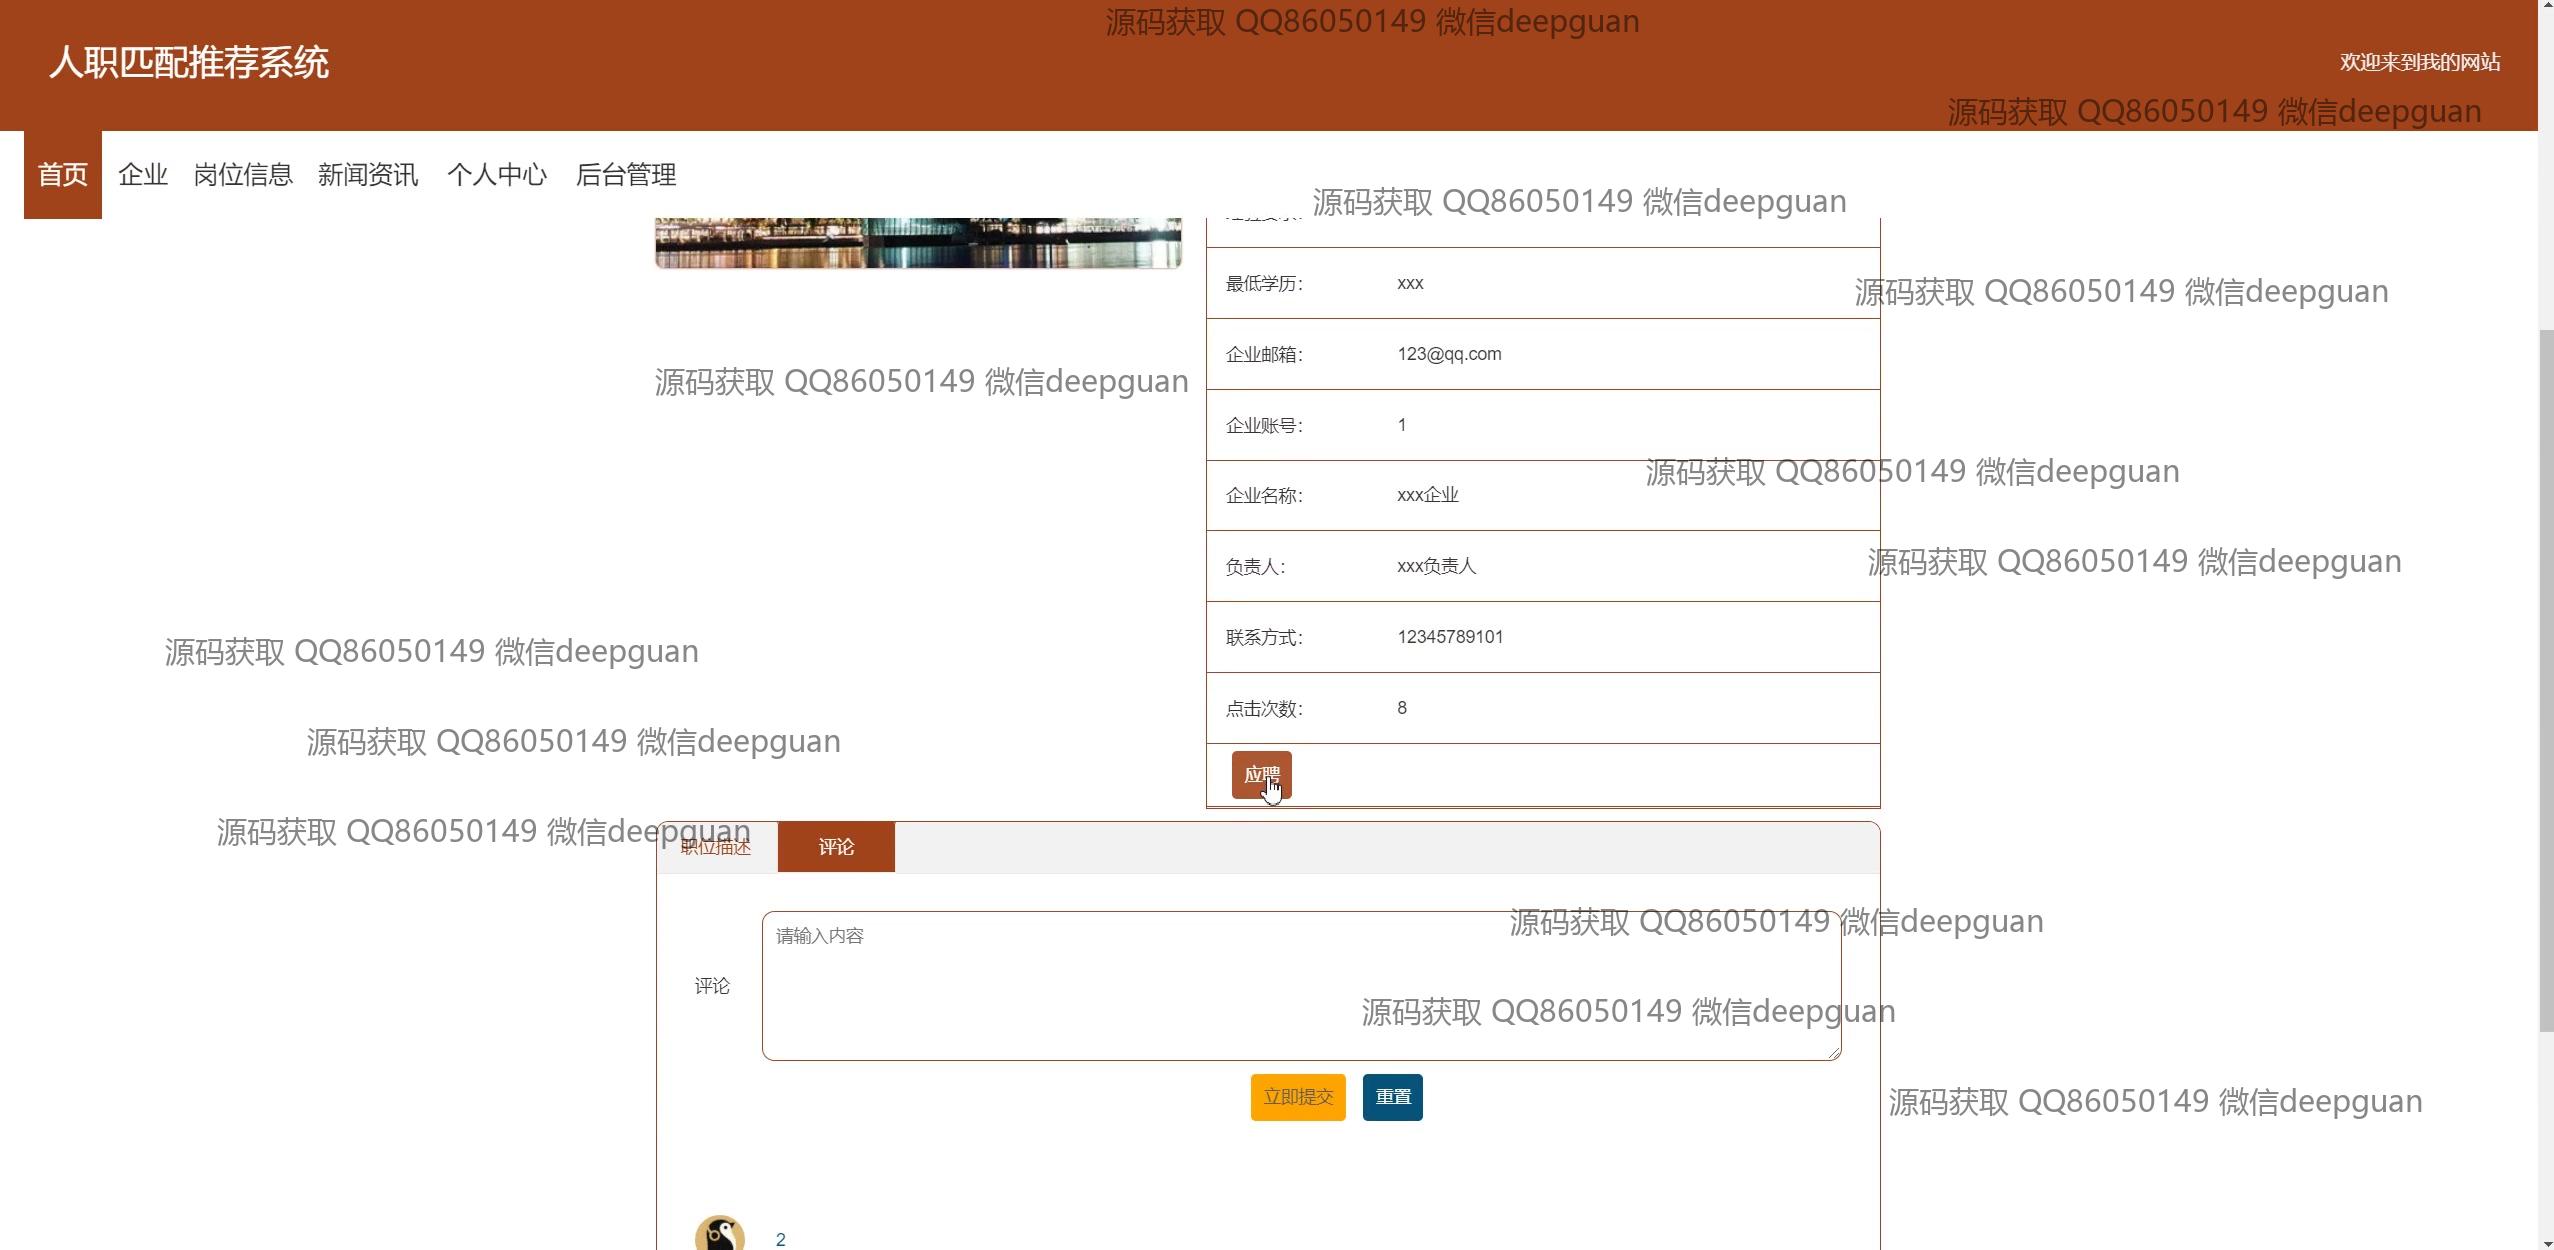 源码获取 QQ86050149 微信deepguan
人职匹配推荐系统
欢迎来到我的网站
源码获取 QQ86050149 微信deepguan
首页 企业 岗位信息 新闻资讯 个人中心 后台管理
源码获取 QQ86050149 微信deepguan
最低学历： xxx
源码获取 QQ86050149 微信deepguan
企业邮箱： 123@qq.com
源码获取 QQ86050149 微信deepguan
企业账号： 1
源码获取 QQ86050149 微信deepguan
企业名称： xxx企业
负责人： xxx负责人
源码获取 QQ86050149 微信deepguan
联系方式： 12345789101
源码获取 QQ86050149 微信deepguan
点击次数： 8
源码获取 QQ86050149 微信deepguan
应聘
源码获取 QQ86050149 微信deepguan
职位描述 评论
源码获取 QQ86050149 微信deepguan
请输入内容
评论
源码获取 QQ86050149 微信deepguan
立即提交 重置
源码获取 QQ86050149 微信deepguan
2